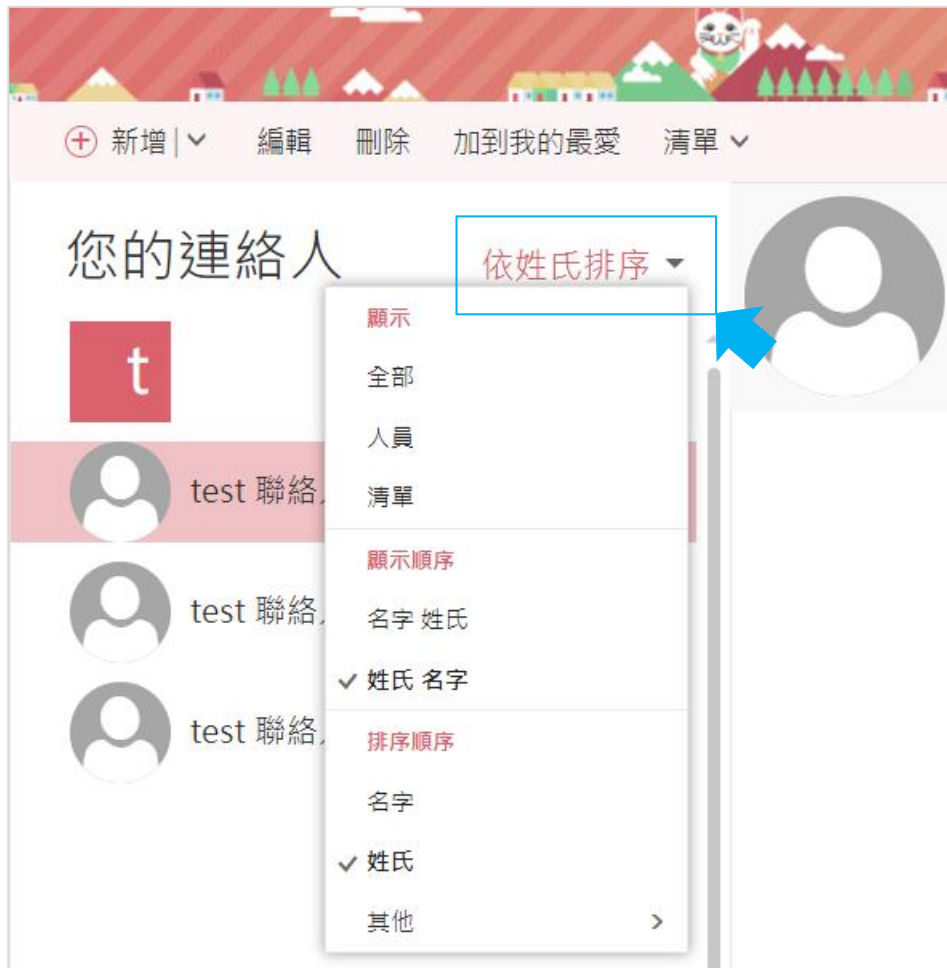 新增 編輯 刪除 加到我的最愛 清單
您的連絡人 依姓氏排序
t
test 聯絡
test 聯絡
test 聯絡
顯示
全部
人員
清單
顯示順序
名字 姓氏
姓氏 名字
排序順序
名字
姓氏
其他